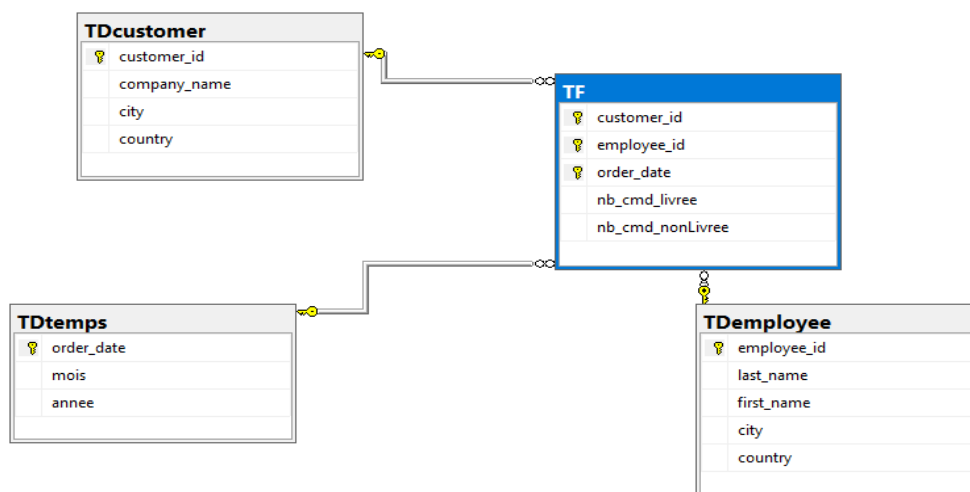 TDcustomer
customer_id
company_name
city
country
TF
customer_id
employee_id
order_date
nb_cmd_livree
nb_cmd_nonLivree
TDtemps
order_date
mois
annee
TDemployee
employee_id
last_name
first_name
city
country